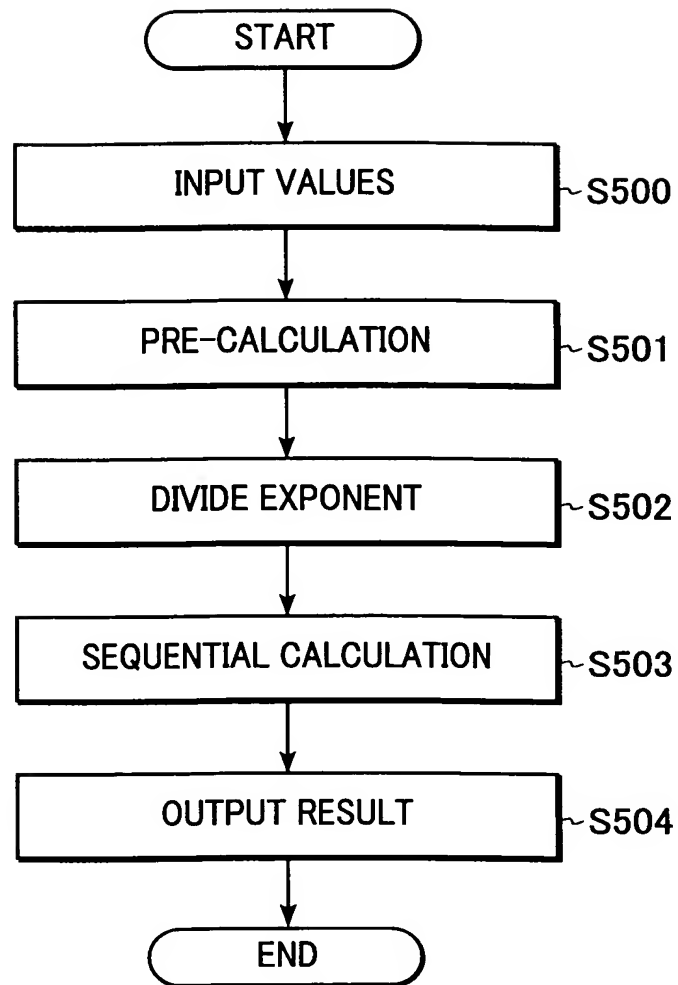 START
INPUT VALUES
S500
PRE-CALCULATION
S501
DIVIDE EXPONENT
S502
SEQUENTIAL CALCULATION
S503
OUTPUT RESULT
S504
END